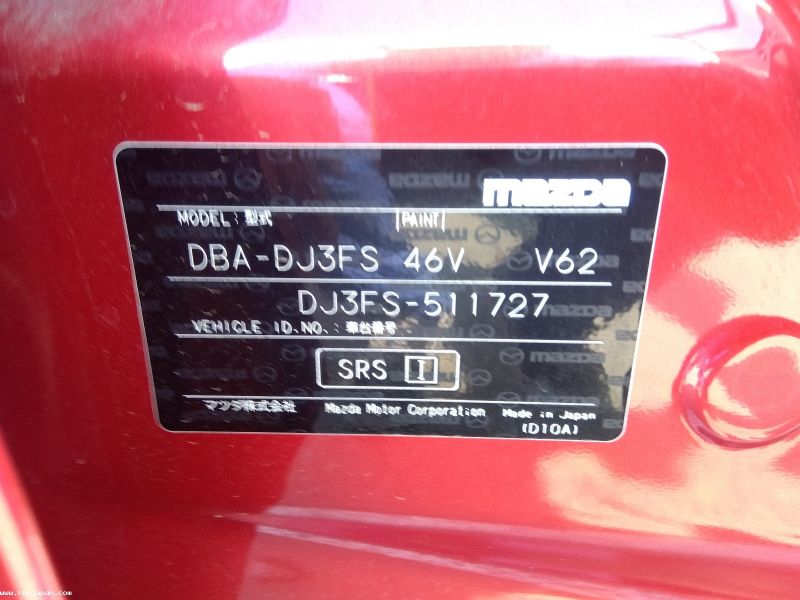 mazda
MODEL: 型式 PAINT
DBA-DJ3FS 46V V62
DJ3FS-511727
VEHICLE ID.NO.: 車台番号
SRS I
マツダ株式会社 Mazda Motor Corporation Made in Japan
(D10A)